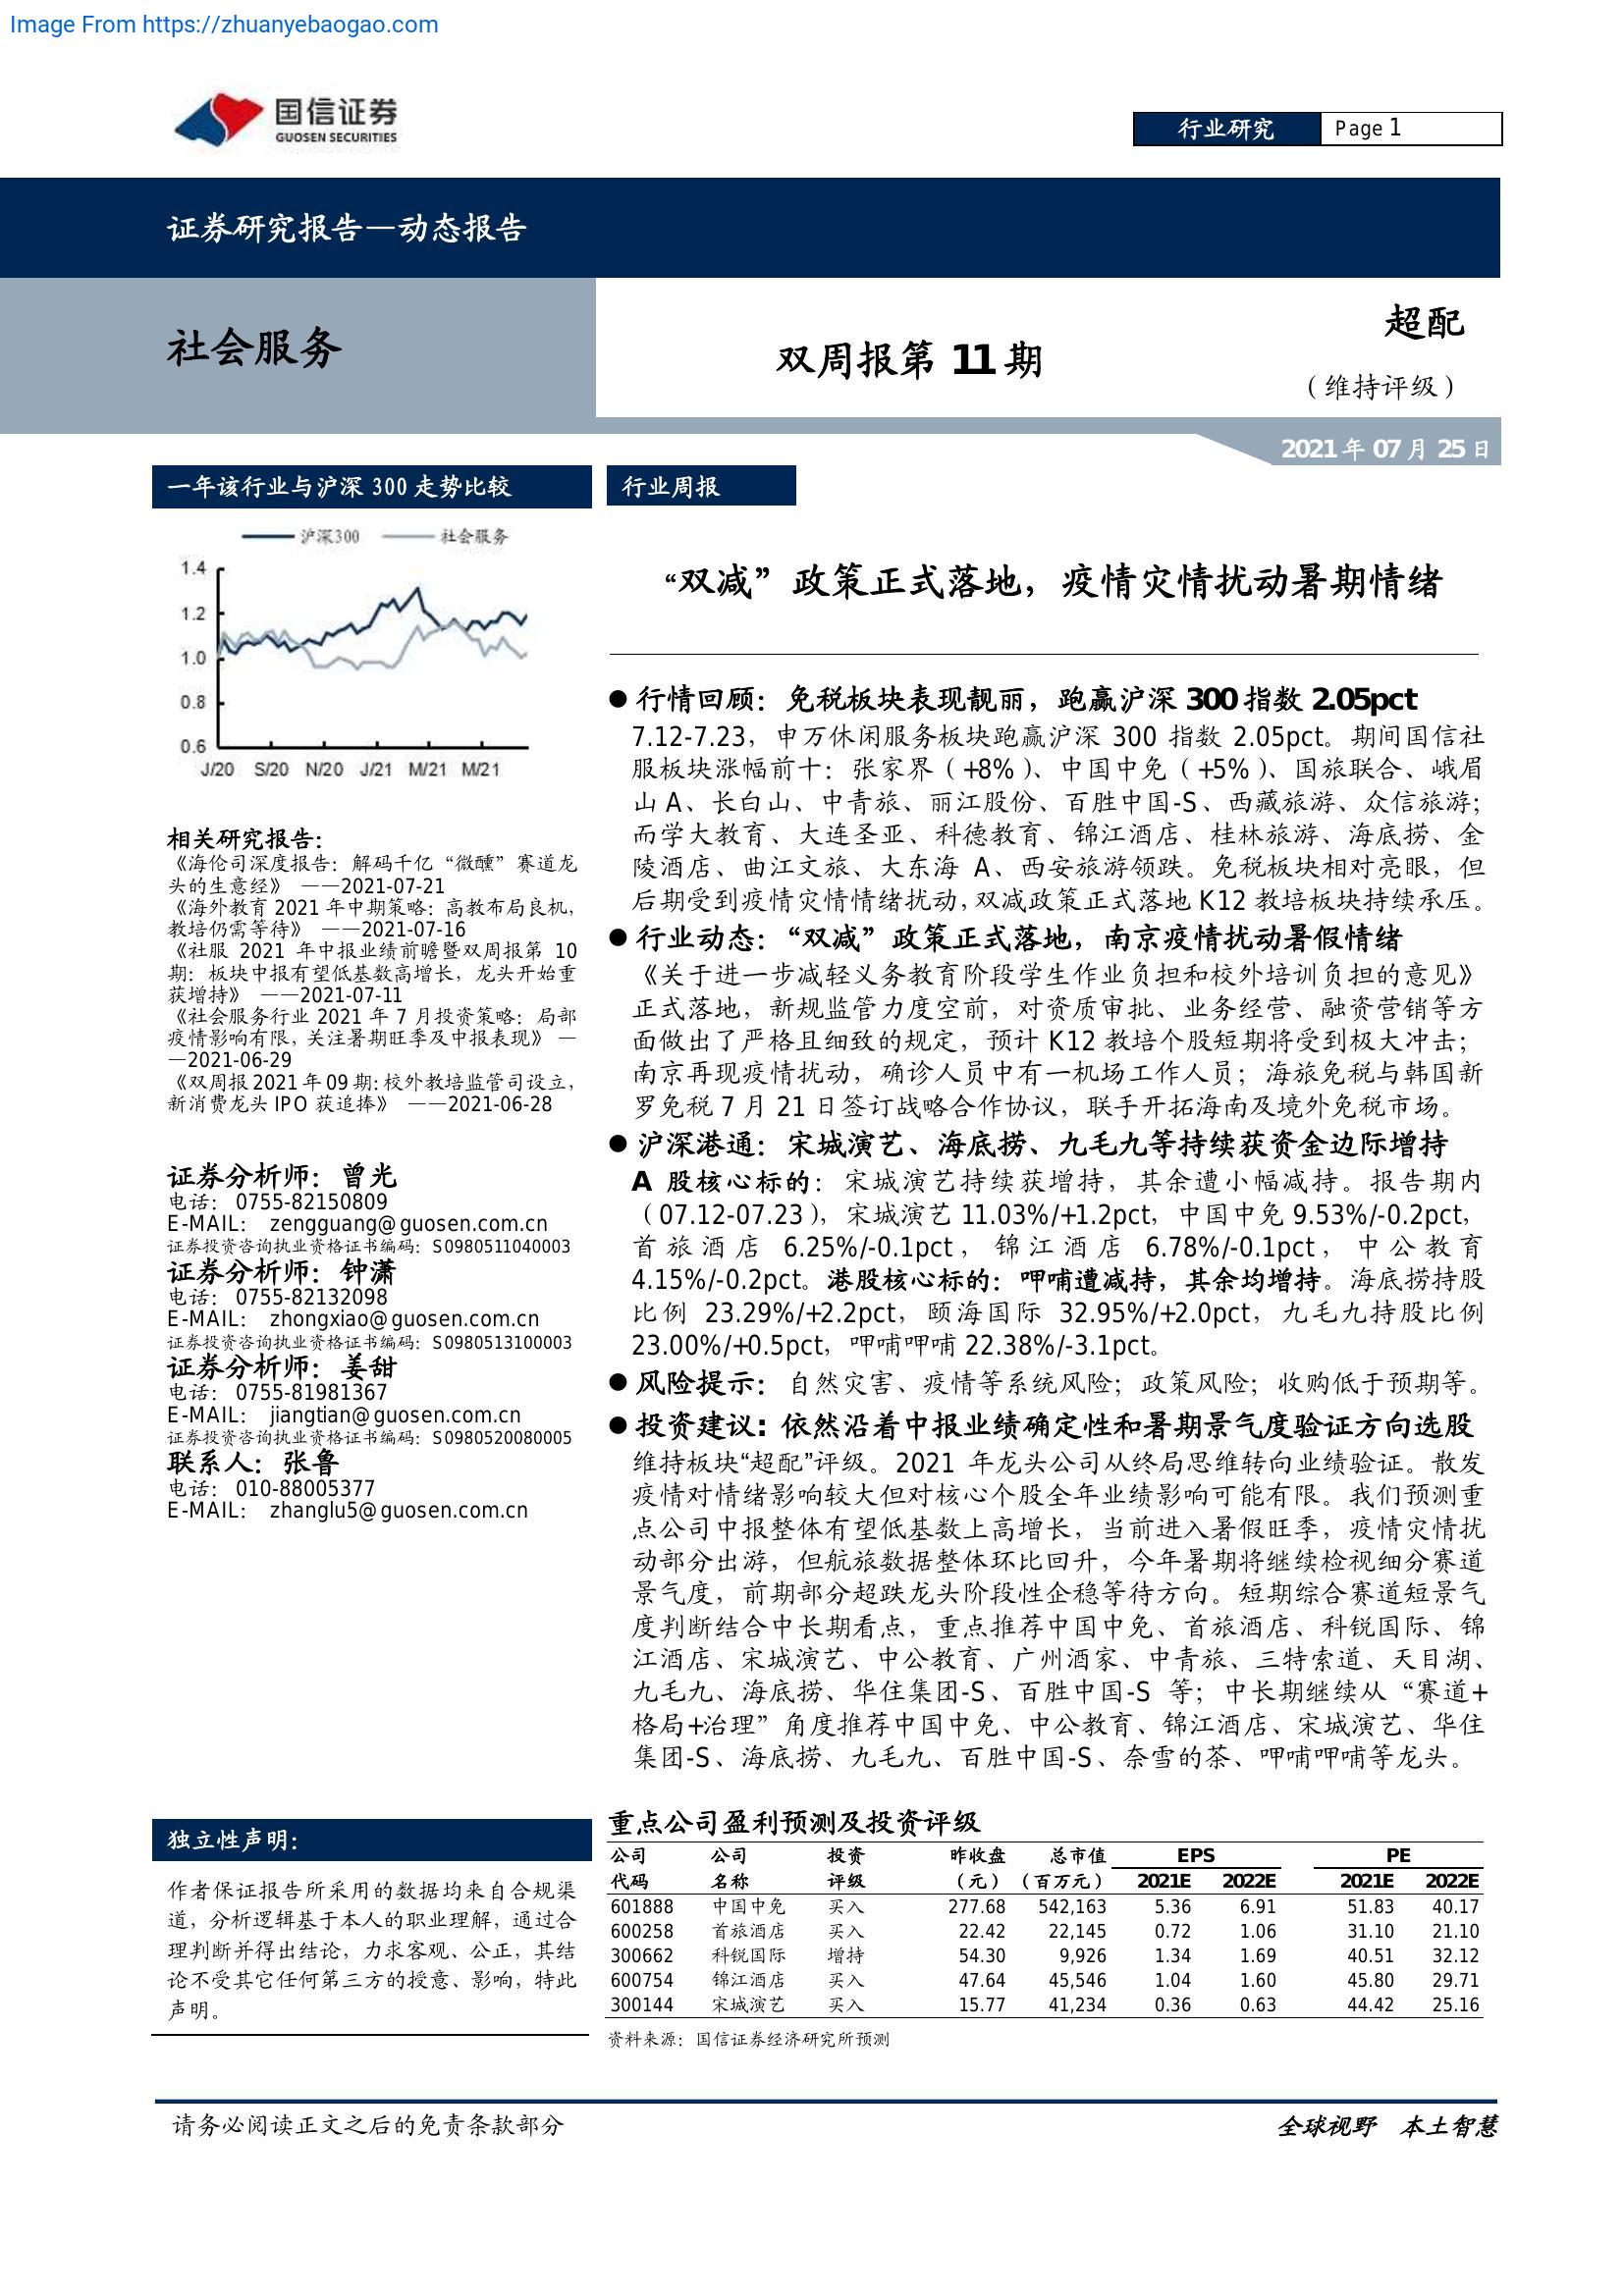 Image From https://zhuanyebaogao.com
国信证券
GUOSEN SECURITIES
行业研究
Page 1
证券研究报告—动态报告
社会服务
双周报第 11 期
超配
（维持评级）
2021 年 07 月 25 日
一年该行业与沪深 300 走势比较
沪深300 社会服务
1.4
1.2
1.0
0.8
0.6
J/20 S/20 N/20 J/21 M/21 M/21
相关研究报告：
《海伦司深度报告：解码千亿“微醺”赛道龙
头的生意经》 ——2021-07-21
《海外教育 2021 年中期策略：高教布局良机，
教培仍需等待》 ——2021-07-16
《社服 2021 年中报业绩前瞻暨双周报第 10
期：板块中报有望低基数高增长，龙头开始重
获增持》 ——2021-07-11
《社会服务行业 2021 年 7 月投资策略：局部
疫情影响有限，关注暑期旺季及中报表现》 —
—2021-06-29
《双周报 2021 年 09 期：校外教培监管司设立，
新消费龙头 IPO 获追捧》 ——2021-06-28
证券分析师：曾光
电话： 0755-82150809
E-MAIL： zengguang@guosen.com.cn
证券投资咨询执业资格证书编码：S0980511040003
证券分析师：钟潇
电话： 0755-82132098
E-MAIL： zhongxiao@guosen.com.cn
证券投资咨询执业资格证书编码：S0980513100003
证券分析师：姜甜
电话： 0755-81981367
E-MAIL： jiangtian@guosen.com.cn
证券投资咨询执业资格证书编码：S0980520080005
联系人：张鲁
电话： 010-88005377
E-MAIL： zhanglu5@guosen.com.cn
独立性声明：
作者保证报告所采用的数据均来自合规渠
道，分析逻辑基于本人的职业理解，通过合
理判断并得出结论，力求客观、公正，其结
论不受其它任何第三方的授意、影响，特此
声明。
行业周报
“双减”政策正式落地，疫情灾情扰动暑期情绪
● 行情回顾：免税板块表现靓丽，跑赢沪深 300 指数 2.05pct
7.12-7.23，申万休闲服务板块跑赢沪深 300 指数 2.05pct。期间国信社
服板块涨幅前十：张家界（+8%）、中国中免（+5%）、国旅联合、峨眉
山 A、长白山、中青旅、丽江股份、百胜中国-S、西藏旅游、众信旅游；
而学大教育、大连圣亚、科德教育、锦江酒店、桂林旅游、海底捞、金
陵酒店、曲江文旅、大东海 A、西安旅游领跌。免税板块相对亮眼，但
后期受到疫情灾情情绪扰动，双减政策正式落地 K12 教培板块持续承压。
● 行业动态：“双减”政策正式落地，南京疫情扰动暑假情绪
《关于进一步减轻义务教育阶段学生作业负担和校外培训负担的意见》
正式落地，新规监管力度空前，对资质审批、业务经营、融资营销等方
面做出了严格且细致的规定，预计 K12 教培个股短期将受到极大冲击；
南京再现疫情扰动，确诊人员中有一机场工作人员；海旅免税与韩国新
罗免税 7 月 21 日签订战略合作协议，联手开拓海南及境外免税市场。
● 沪深港通：宋城演艺、海底捞、九毛九等持续获资金边际增持
A 股核心标的：宋城演艺持续获增持，其余遭小幅减持。报告期内
（07.12-07.23），宋城演艺 11.03%/+1.2pct，中国中免 9.53%/-0.2pct，
首旅酒店 6.25%/-0.1pct，锦江酒店 6.78%/-0.1pct，中公教育
4.15%/-0.2pct。港股核心标的：呷哺遭减持，其余均增持。海底捞持股
比例 23.29%/+2.2pct，颐海国际 32.95%/+2.0pct，九毛九持股比例
23.00%/+0.5pct，呷哺呷哺 22.38%/-3.1pct。
● 风险提示：自然灾害、疫情等系统风险；政策风险；收购低于预期等。
● 投资建议：依然沿着中报业绩确定性和暑期景气度验证方向选股
维持板块“超配”评级。2021 年龙头公司从终局思维转向业绩验证。散发
疫情对情绪影响较大但对核心个股全年业绩影响可能有限。我们预测重
点公司中报整体有望低基数上高增长，当前进入暑假旺季，疫情灾情扰
动部分出游，但航旅数据整体环比回升，今年暑期将继续检视细分赛道
景气度，前期部分超跌龙头阶段性企稳等待方向。短期综合赛道短景气
度判断结合中长期看点，重点推荐中国中免、首旅酒店、科锐国际、锦
江酒店、宋城演艺、中公教育、广州酒家、中青旅、三特索道、天目湖、
九毛九、海底捞、华住集团-S、百胜中国-S 等；中长期继续从“赛道+
格局+治理”角度推荐中国中免、中公教育、锦江酒店、宋城演艺、华住
集团-S、海底捞、九毛九、百胜中国-S、奈雪的茶、呷哺呷哺等龙头。
重点公司盈利预测及投资评级
公司 公司 投资 昨收盘 总市值 EPS PE
代码 名称 评级 （元） （百万元） 2021E 2022E 2021E 2022E
601888 中国中免 买入 277.68 542,163 5.36 6.91 51.83 40.17
600258 首旅酒店 买入 22.42 22,145 0.72 1.06 31.10 21.10
300662 科锐国际 增持 54.30 9,926 1.34 1.69 40.51 32.12
600754 锦江酒店 买入 47.64 45,546 1.04 1.60 45.80 29.71
300144 宋城演艺 买入 15.77 41,234 0.36 0.63 44.42 25.16
资料来源：国信证券经济研究所预测
请务必阅读正文之后的免责条款部分
全球视野 本土智慧